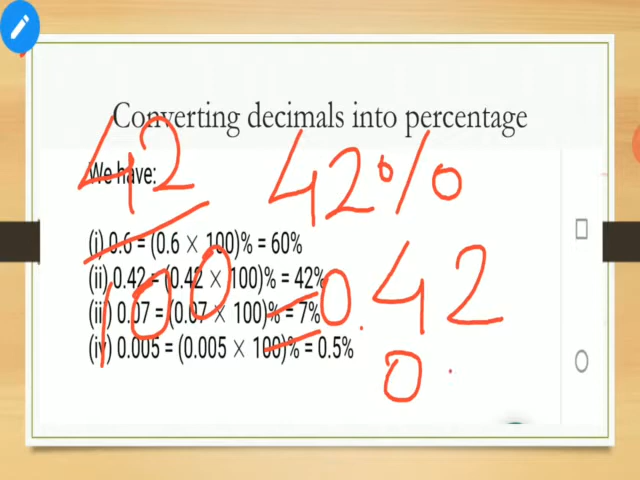 Converting decimals into percentage
We have:
42 42%
(i) 0.6 = (0.6 × 100)% = 60%
(ii) 0.42 = (0.42 × 100)% = 42%
(iii) 0.07 = (0.07 × 100)% = 7%
100 = 0.42
(iv) 0.005 = (0.005 × 100)% = 0.5%
0.